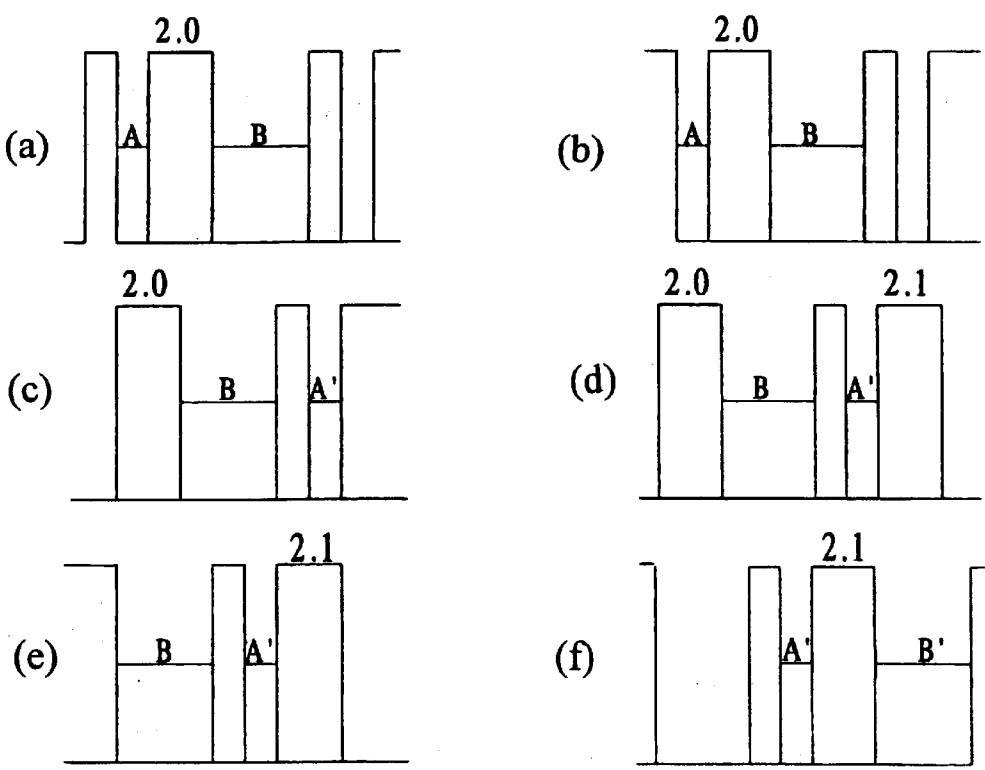 2.0
(a) A B
2.0
(b) A B
2.0
(c) B A'
2.0 2.1
(d) B A'
2.1
(e) B A'
2.1
(f) A' B'